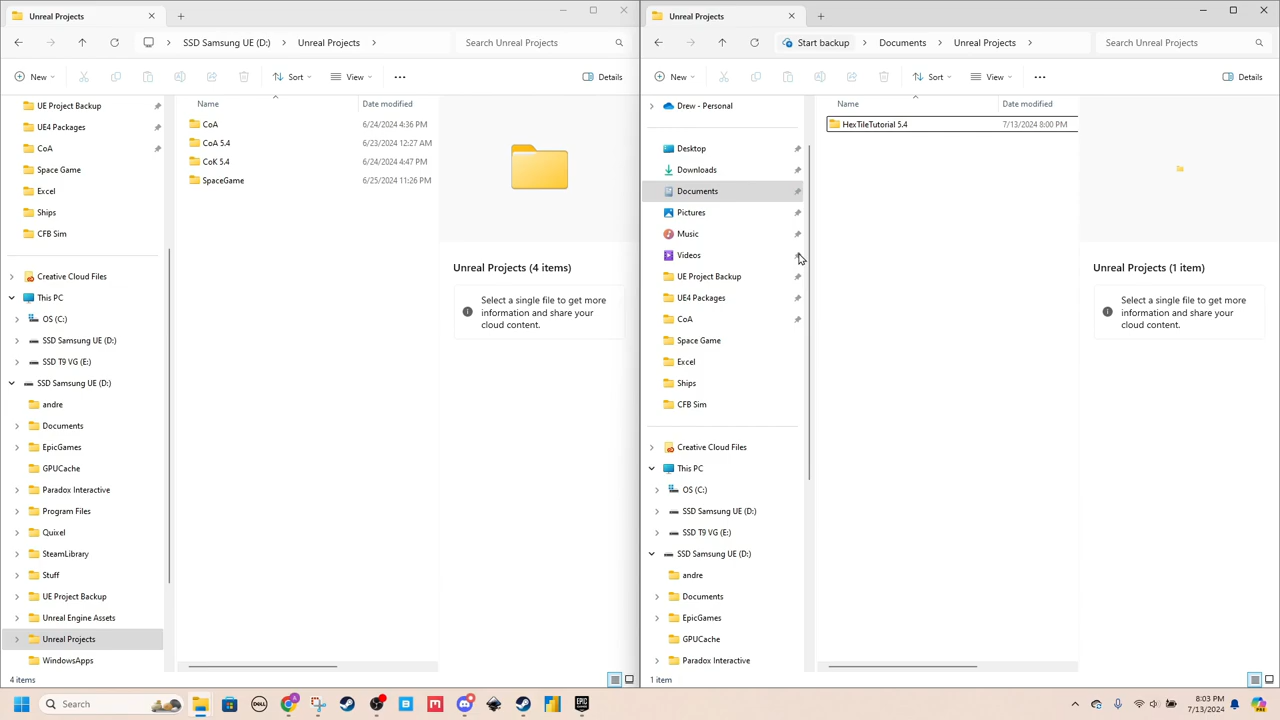 Unreal Projects
SSD Samsung UE (D:)
Unreal Projects
Search Unreal Projects
New
Sort
View
Details
UE Project Backup
UE4 Packages
CoA
Space Game
Excel
Ships
CFB Sim
Creative Cloud Files
This PC
OS (C:)
SSD Samsung UE (D:)
SSD T9 VG (E:)
SSD Samsung UE (D:)
andre
Documents
EpicGames
GPUCache
Paradox Interactive
Program Files
Quixel
SteamLibrary
Stuff
UE Project Backup
Unreal Engine Assets
Unreal Projects
WindowsApps
4 items
Name Date modified
CoA 6/24/2024 4:36 PM
CoA 5.4 6/23/2024 12:27 AM
CoK 5.4 6/24/2024 4:47 PM
SpaceGame 6/25/2024 11:26 PM
Unreal Projects (4 items)
Select a single file to get more
information and share your
cloud content.
Unreal Projects
Start backup
Documents
Unreal Projects
Search Unreal Projects
New
Sort
View
Details
Drew - Personal
Desktop
Downloads
Documents
Pictures
Music
Videos
UE Project Backup
UE4 Packages
CoA
Space Game
Excel
Ships
CFB Sim
Creative Cloud Files
This PC
OS (C:)
SSD Samsung UE (D:)
SSD T9 VG (E:)
SSD Samsung UE (D:)
andre
Documents
EpicGames
GPUCache
Paradox Interactive
1 item
Name Date modified
HexTileTutorial 5.4 7/13/2024 8:00 PM
Unreal Projects (1 item)
Select a single file to get more
information and share your
cloud content.
Search
DELL
EPIC
8:03 PM
7/13/2024